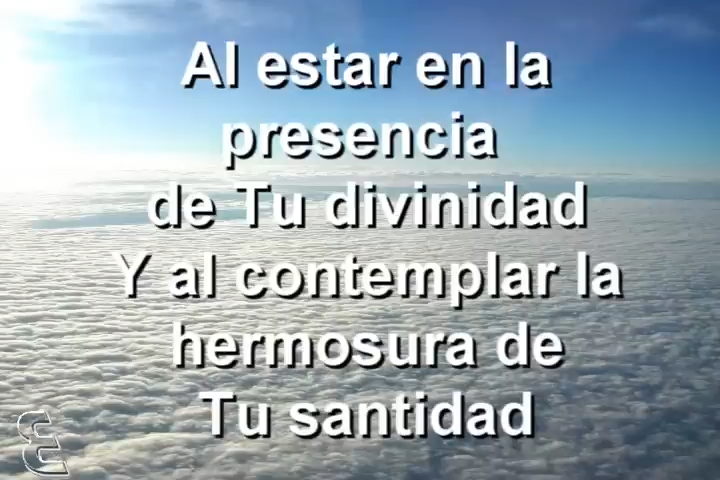 Al estar en la
presencia
de Tu divinidad
Y al contemplar la
hermosura de
Tu santidad